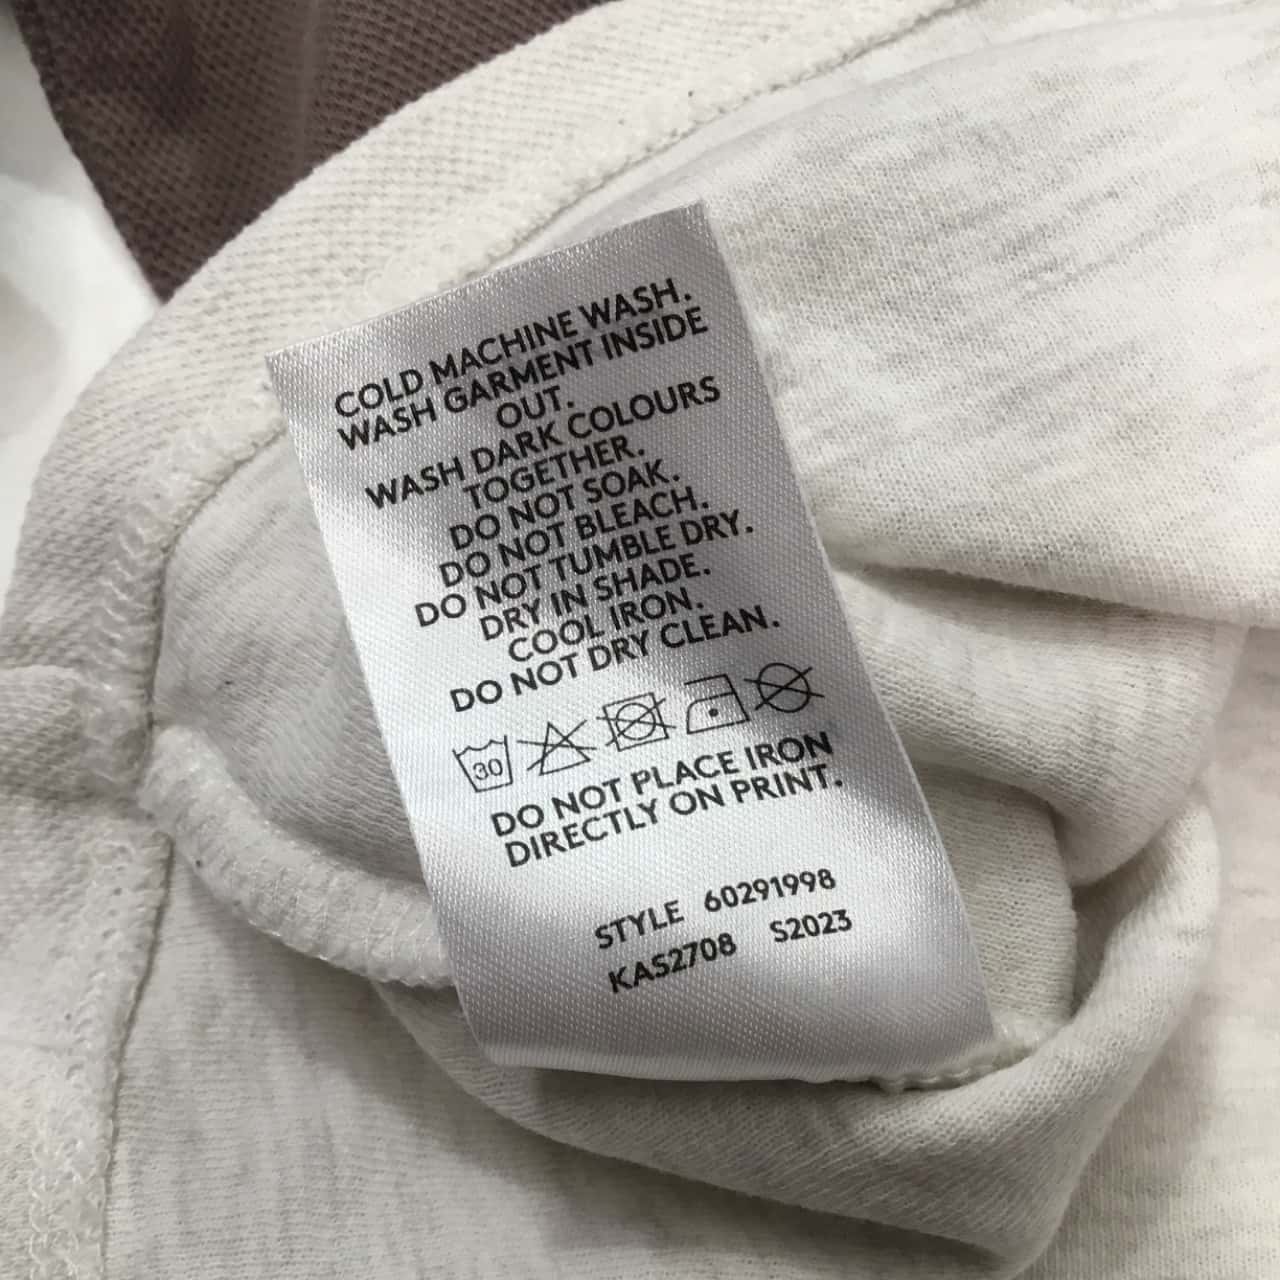 COLD MACHINE WASH.
WASH GARMENT INSIDE
OUT.
WASH DARK COLOURS
TOGETHER.
DO NOT SOAK.
DO NOT BLEACH.
DO NOT TUMBLE DRY.
DRY IN SHADE.
COOL IRON.
DO NOT DRY CLEAN.
30
DO NOT PLACE IRON
DIRECTLY ON PRINT.
STYLE 60291998
KAS2708 S2023